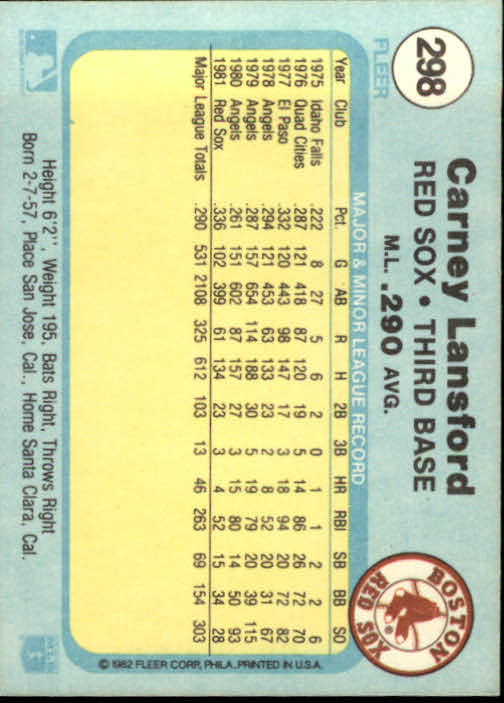 298
FLEER
Carney Lansford
RED SOX • THIRD BASE
M.L. .290 AVG.
BOSTON
RED SOX
MAJOR & MINOR LEAGUE RECORD
Year Club Pct. G AB R H 2B 3B HR RBI SB BB SO
1975 Idaho Falls .222 8 27 5 6 2 0 1 1 2 2 6
1976 Quad Cities .287 121 418 87 120 19 5 14 86 26 72 70
1977 El Paso .332 120 443 98 147 17 3 18 94 20 72 82
1978 Angels .294 121 453 63 133 23 2 8 52 20 31 67
1979 Angels .287 157 654 114 188 30 5 19 79 20 39 115
1980 Angels .261 151 602 87 157 27 3 15 80 14 50 93
1981 Red Sox .336 102 399 61 134 23 3 4 52 15 34 28
Major League Totals .290 531 2108 325 612 103 13 46 263 69 154 303
© 1982 FLEER CORP., PHILA., PRINTED IN U.S.A.
Height 6'2", Weight 195, Bats Right, Throws Right
Born 2-7-57, Place San Jose, Cal., Home Santa Clara, Cal.